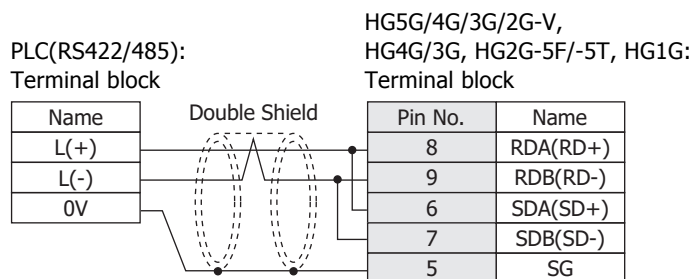 HG5G/4G/3G/2G-V,
PLC(RS422/485): HG4G/3G, HG2G-5F/-5T, HG1G:
Terminal block Terminal block
Name Double Shield Pin No. Name
L(+) 8 RDA(RD+)
L(-) 9 RDB(RD-)
0V 6 SDA(SD+)
7 SDB(SD-)
5 SG